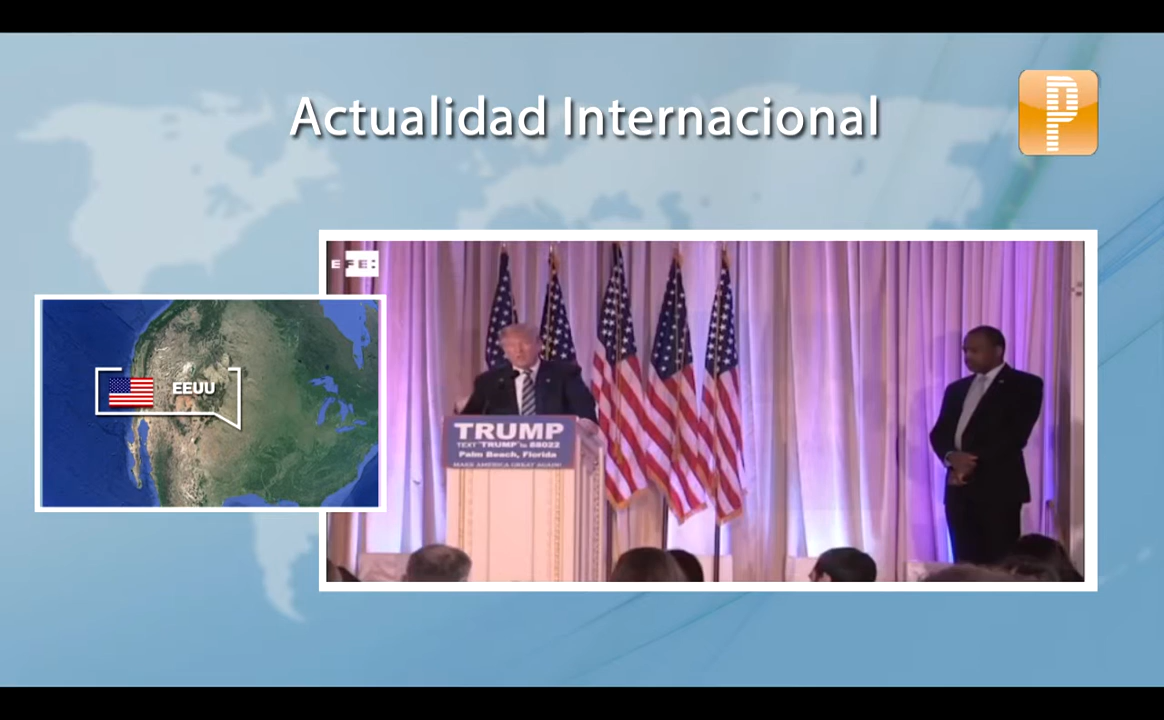 Actualidad Internacional
P
EFE:
EEUU
TRUMP
TEXT "TRUMP" to 88022
Palm Beach, Florida
MAKE AMERICA GREAT AGAIN!